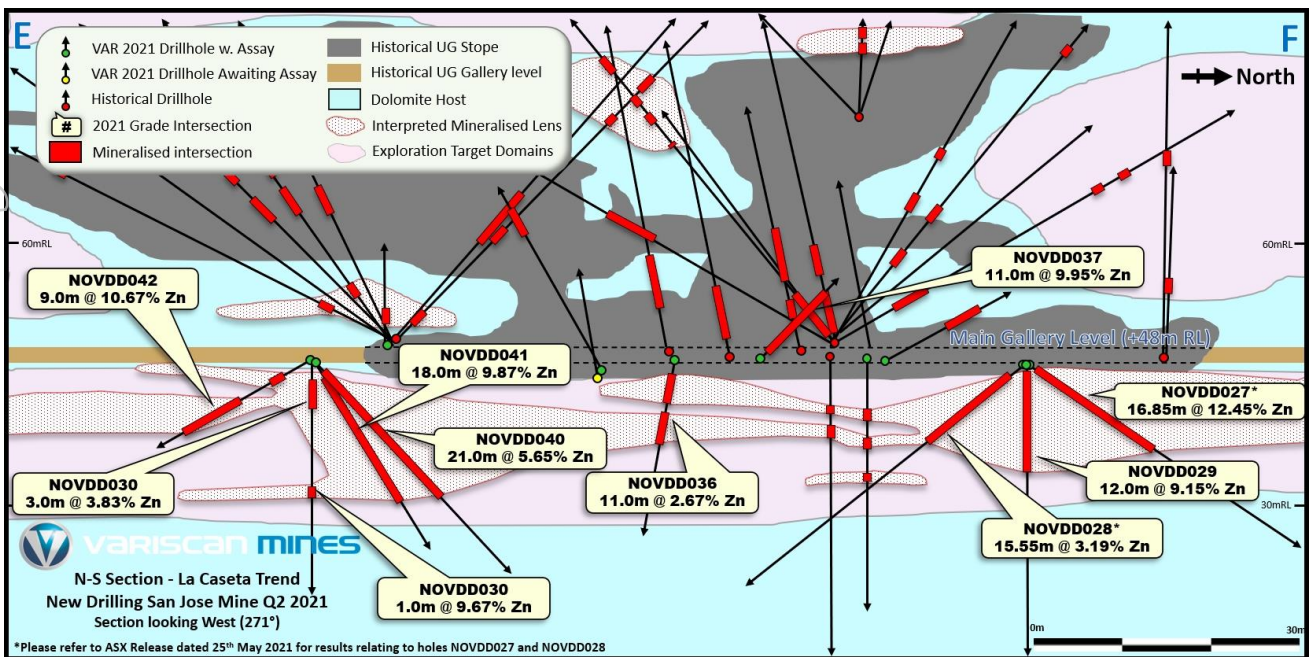 E
F
VAR 2021 Drillhole w. Assay
VAR 2021 Drillhole Awaiting Assay
Historical Drillhole
# 2021 Grade Intersection
Mineralised intersection
Historical UG Stope
Historical UG Gallery level
Dolomite Host
Interpreted Mineralised Lens
Exploration Target Domains
North
60mRL
60mRL
NOVDD042
9.0m @ 10.67% Zn
NOVDD037
11.0m @ 9.95% Zn
Main Gallery Level (+48m RL)
NOVDD041
18.0m @ 9.87% Zn
NOVDD027*
16.85m @ 12.45% Zn
NOVDD040
21.0m @ 5.65% Zn
NOVDD030
3.0m @ 3.83% Zn
NOVDD036
11.0m @ 2.67% Zn
NOVDD029
12.0m @ 9.15% Zn
30mRL
NOVDD028*
15.55m @ 3.19% Zn
VARISCAN MINES
NOVDD030
1.0m @ 9.67% Zn
N-S Section - La Caseta Trend
New Drilling San Jose Mine Q2 2021
Section looking West (271°)
0m
30m
*Please refer to ASX Release dated 25th May 2021 for results relating to holes NOVDD027 and NOVDD028